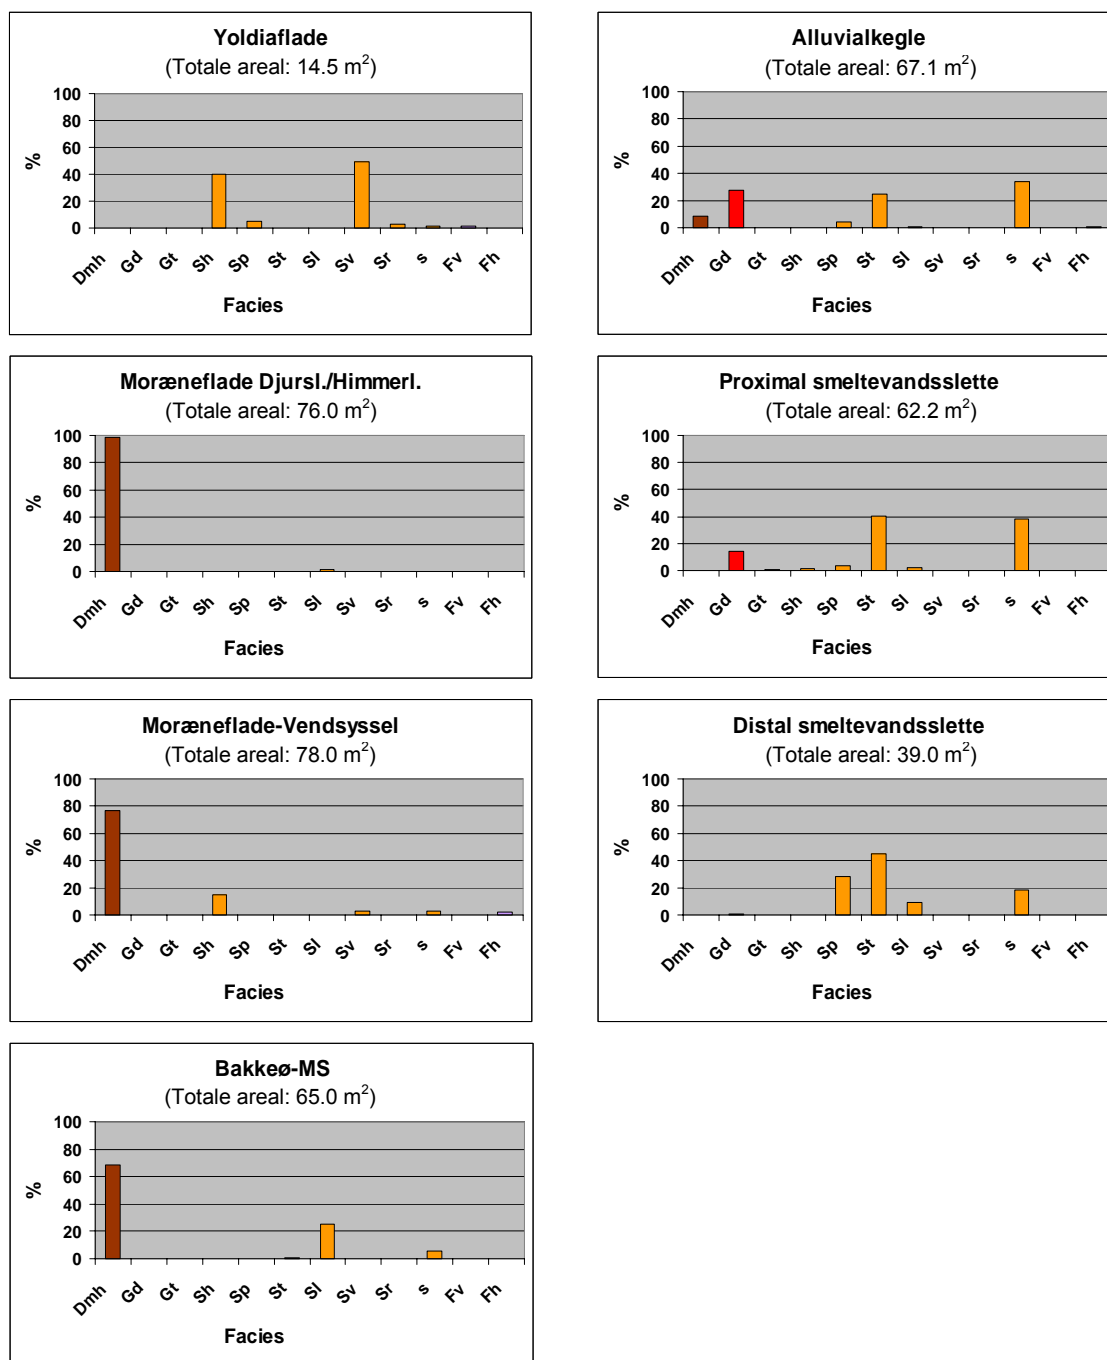 Yoldiaflade
(Totale areal: 14.5 m²)
100
80
60
40
20
0
%
Dmh Gd Gt Sh Sp St Sl Sv Sr s Fv Fh
Facies
Alluvialkegle
(Totale areal: 67.1 m²)
100
80
60
40
20
0
%
Dmh Gd Gt Sh Sp St Sl Sv Sr s Fv Fh
Facies
Moræneflade Djursl./Himmerl.
(Totale areal: 76.0 m²)
100
80
60
40
20
0
%
Dmh Gd Gt Sh Sp St Sl Sv Sr s Fv Fh
Facies
Proximal smeltevandsslette
(Totale areal: 62.2 m²)
100
80
60
40
20
0
%
Dmh Gd Gt Sh Sp St Sl Sv Sr s Fv Fh
Facies
Moræneflade-Vendsyssel
(Totale areal: 78.0 m²)
100
80
60
40
20
0
%
Dmh Gd Gt Sh Sp St Sl Sv Sr s Fv Fh
Facies
Distal smeltevandsslette
(Totale areal: 39.0 m²)
100
80
60
40
20
0
%
Dmh Gd Gt Sh Sp St Sl Sv Sr s Fv Fh
Facies
Bakkeø-MS
(Totale areal: 65.0 m²)
100
80
60
40
20
0
%
Dmh Gd Gt Sh Sp St Sl Sv Sr s Fv Fh
Facies